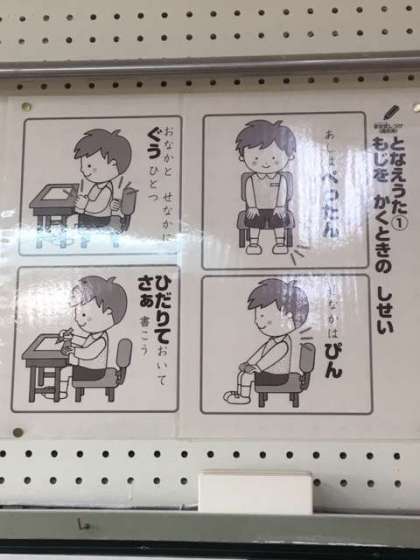 となえうた①
もじを かくときの しせい
あしは ぺったん
せなかは ぴん
おなかと せなかに
ぐう ひとつ
ひだりて おいて
さぁ 書こう